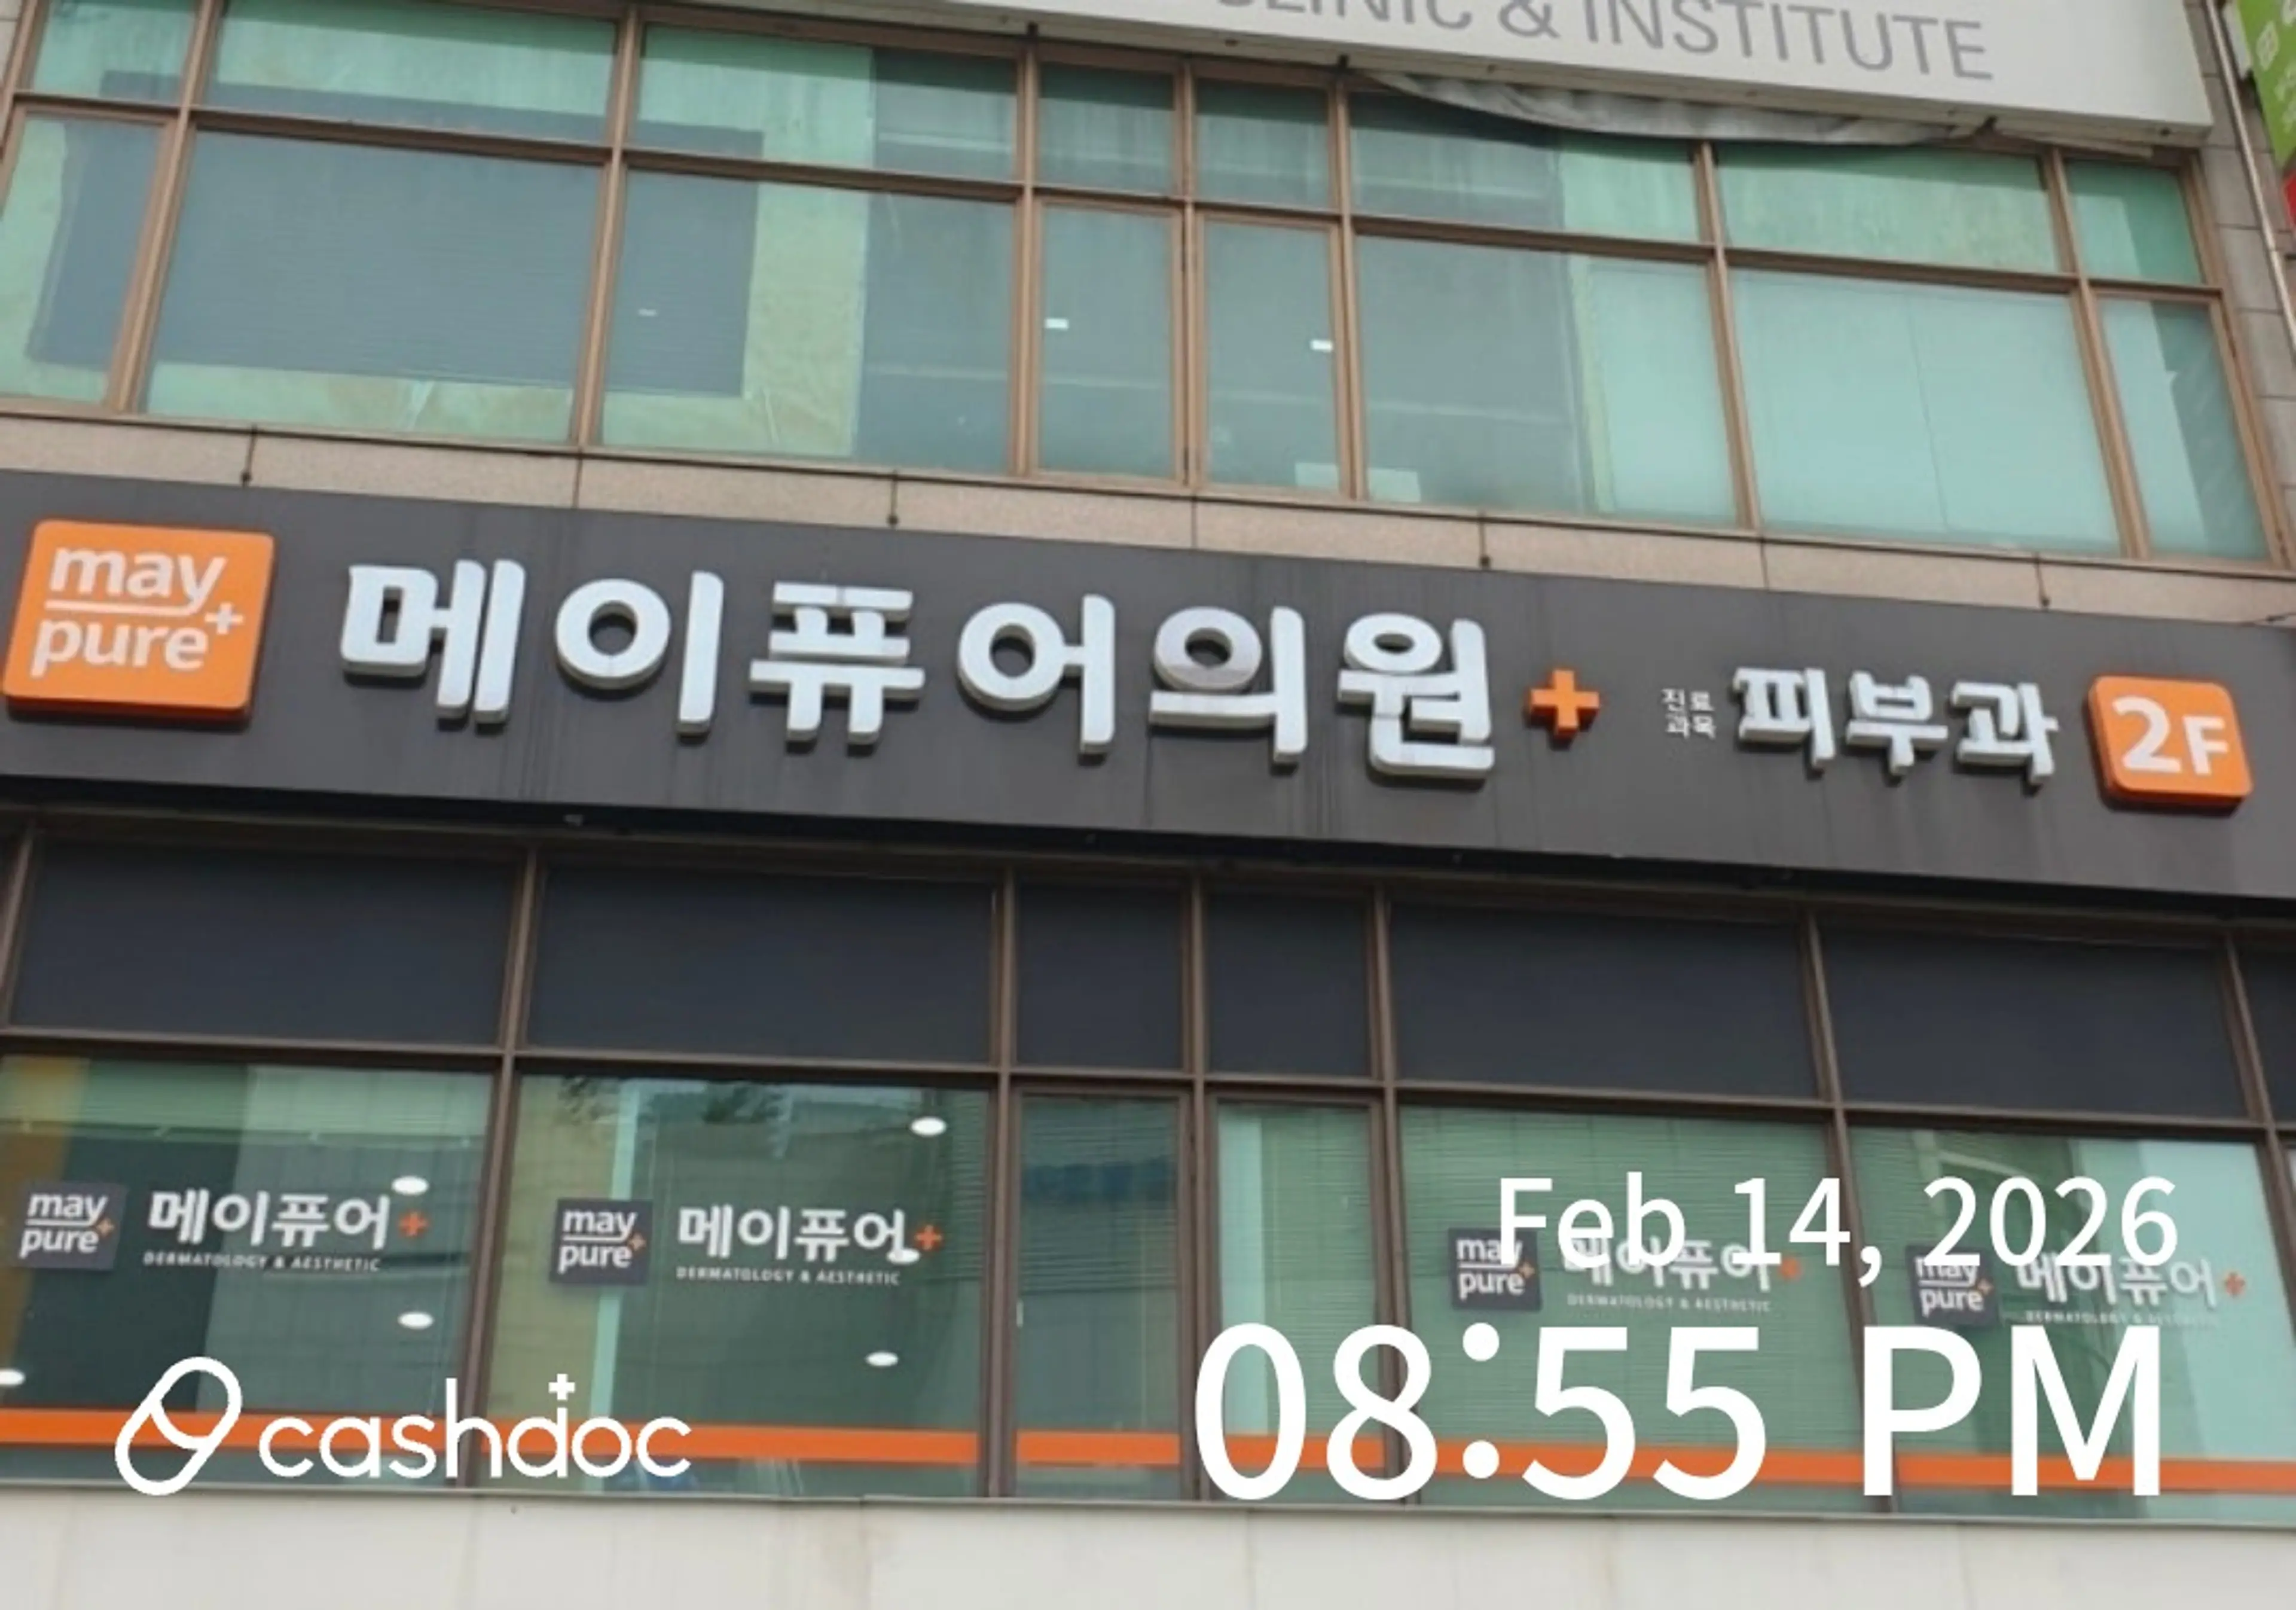 & INSTITUTE
may
pure+
메이퓨어의원+
진료
과목
피부과
2F
may
pure+
메이퓨어+
DERMATOLOGY & AESTHETIC
may
pure+
메이퓨어+
DERMATOLOGY & AESTHETIC
may
pure+
메이퓨어+
DERMATOLOGY & AESTHETIC
may
pure+
메이퓨어+
DERMATOLOGY & AESTHETIC
Feb 14, 2026
08:55 PM
cashdoc